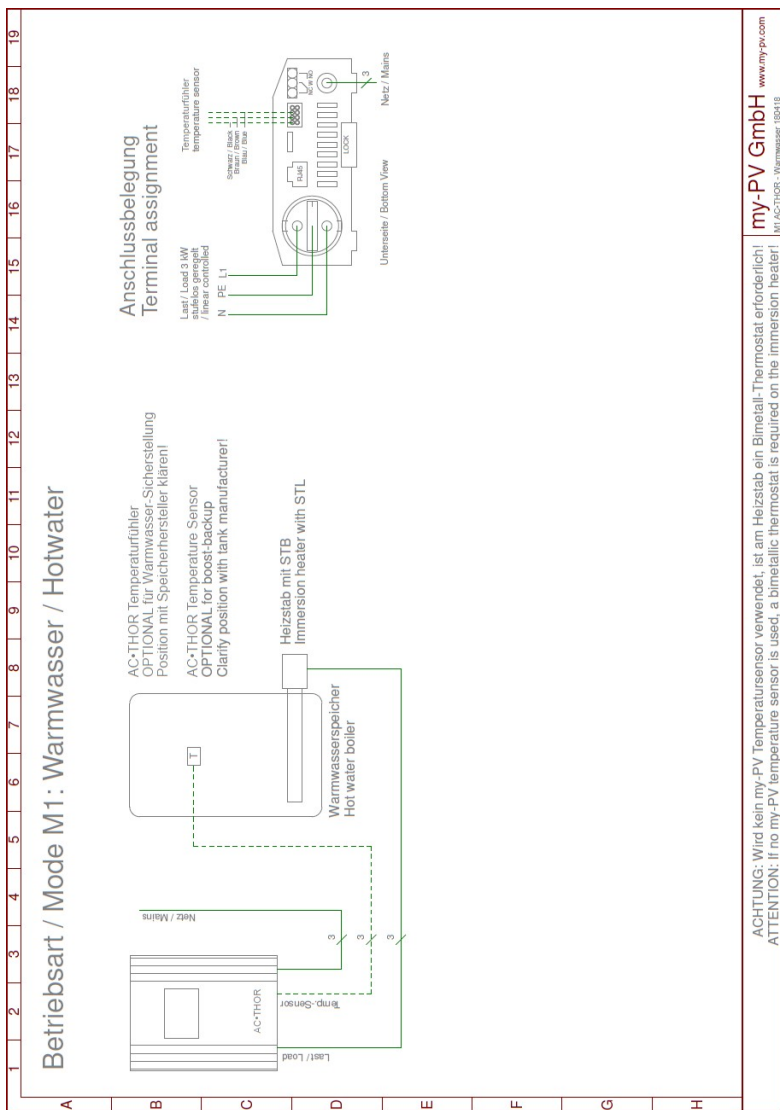 1 2 3 4 5 6 7 8 9 10 11 12 13 14 15 16 17 18 19
A
B
C
D
E
F
G
H
Betriebsart / Mode M1: Warmwasser / Hotwater
AC•THOR
Last / Load
Temp.-Sensor
Netz / Mains
3
3
3
T
AC•THOR Temperaturfühler
OPTIONAL für Warmwasser-Sicherstellung
Position mit Speicherhersteller klären!
AC•THOR Temperature Sensor
OPTIONAL for boost-backup
Clarify position with tank manufacturer!
Warmwasserspeicher
Hot water boiler
Heizstab mit STB
Immersion heater with STL
Anschlussbelegung
Terminal assignment
Last / Load 3 kW
stufelos geregelt
/ linear controlled
N PE L1
Temperaturfühler
temperature sensor
Schwarz / Black
Braun / Brown
Blau / Blue
RJ45
LOCK
NC W NO
3
Unterseite / Bottom View
Netz / Mains
ACHTUNG: Wird kein my-PV Temperatursensor verwendet, ist am Heizstab ein Bimetall-Thermostat erforderlich!
ATTENTION: If no my-PV temperature sensor is used, a bimetallic thermostat is required on the immersion heater!
my-PV GmbH www.my-pv.com
M1 AC-THOR - Warmwasser 180418